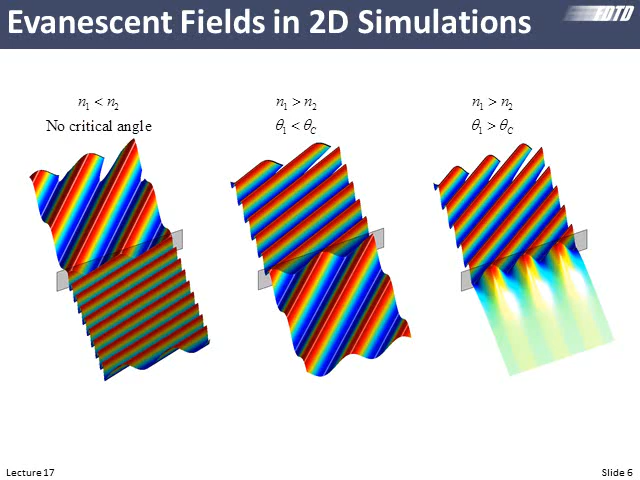 Evanescent Fields in 2D Simulations
FDTD
n₁ < n₂
No critical angle
n₁ > n₂
θ₁ < θC
n₁ > n₂
θ₁ > θC
Lecture 17
Slide 6